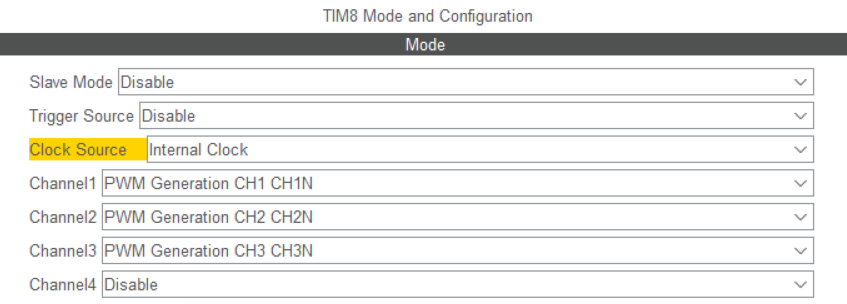 TIM8 Mode and Configuration
Mode
Slave Mode Disable
Trigger Source Disable
Clock Source Internal Clock
Channel1 PWM Generation CH1 CH1N
Channel2 PWM Generation CH2 CH2N
Channel3 PWM Generation CH3 CH3N
Channel4 Disable